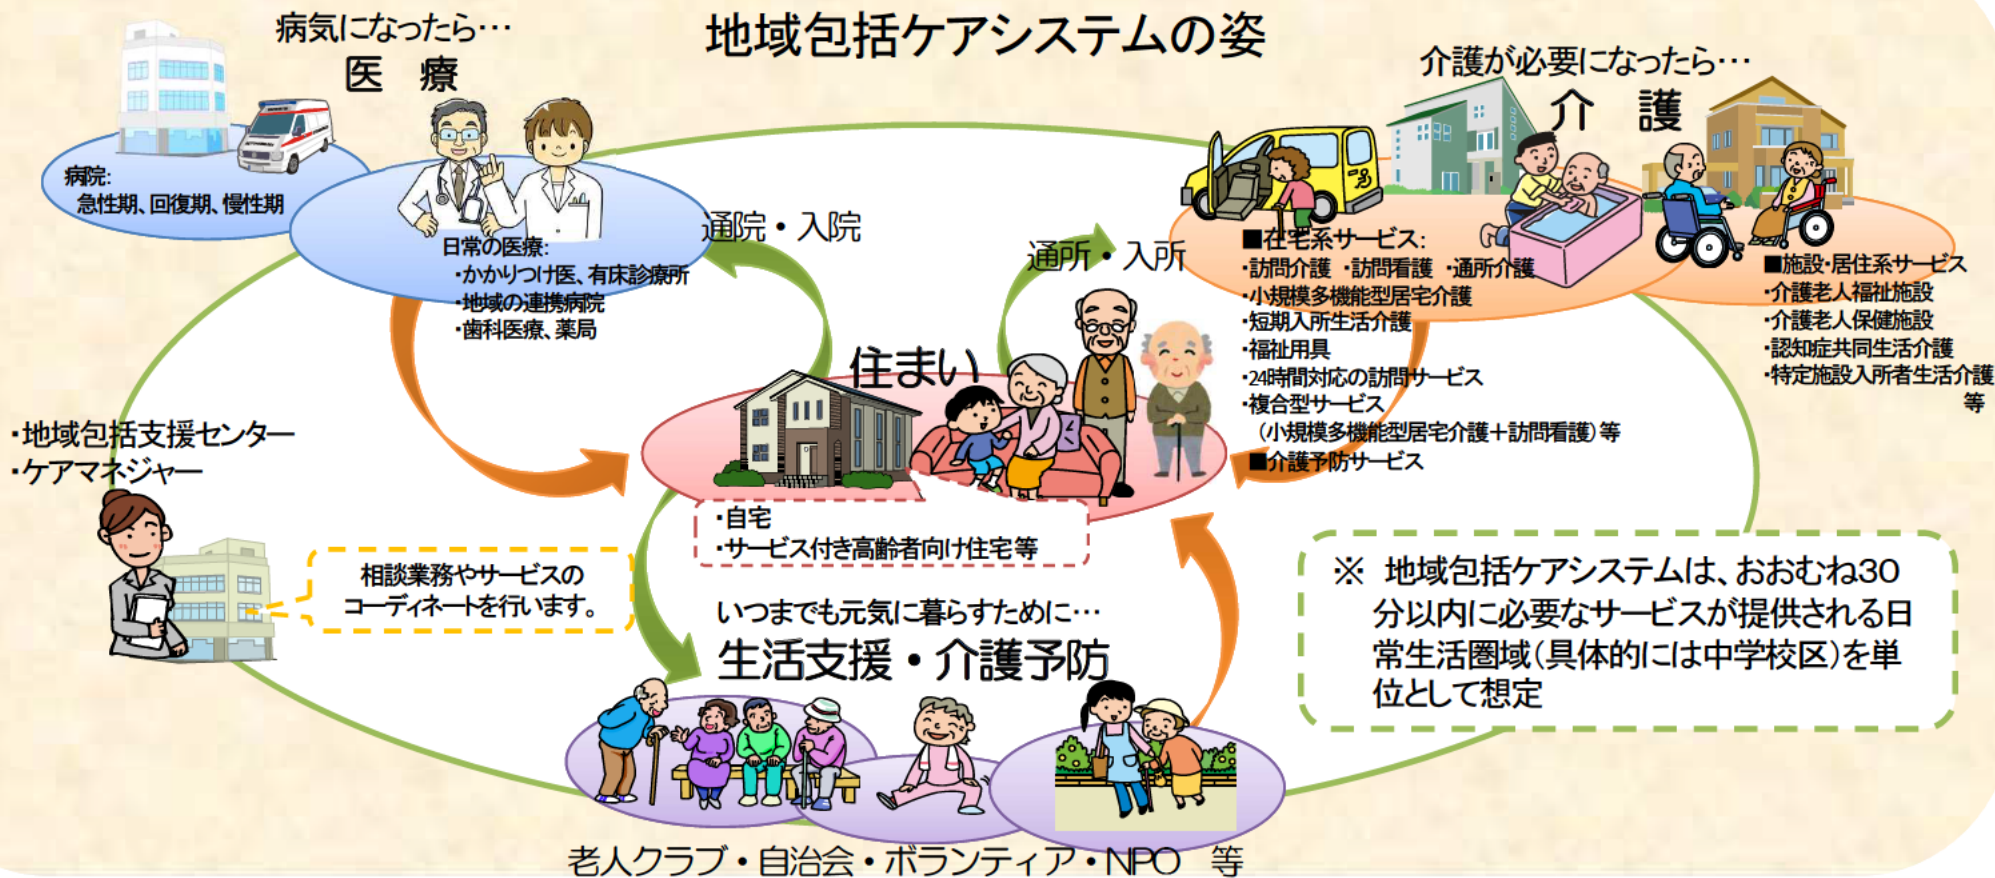 地域包括ケアシステムの姿
病気になったら…
医 療
病院:
急性期、回復期、慢性期
日常の医療:
・かかりつけ医、有床診療所
・地域の連携病院
・歯科医療、薬局
通院・入院
通所・入所
介護が必要になったら…
介 護
■在宅系サービス:
・訪問介護 ・訪問看護 ・通所介護
・小規模多機能型居宅介護
・短期入所生活介護
・福祉用具
・24時間対応の訪問サービス
・複合型サービス
（小規模多機能型居宅介護＋訪問看護）等
■介護予防サービス
■施設・居住系サービス
・介護老人福祉施設
・介護老人保健施設
・認知症共同生活介護
・特定施設入所者生活介護
等
住まい
・自宅
・サービス付き高齢者向け住宅等
・地域包括支援センター
・ケアマネジャー
相談業務やサービスの
コーディネートを行います。
いつまでも元気に暮らすために…
生活支援・介護予防
老人クラブ・自治会・ボランティア・NPO 等
※ 地域包括ケアシステムは、おおむね30
分以内に必要なサービスが提供される日
常生活圏域（具体的には中学校区）を単
位として想定